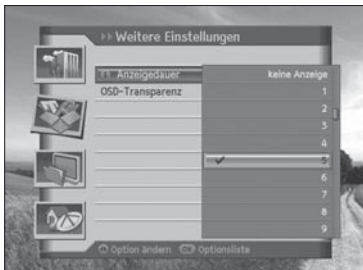 Weitere Einstellungen
Anzeigedauer
OSD-Transparenz
keine Anzeige
1
2
3
4
5
6
7
8
9
Option ändern OK Optionsliste